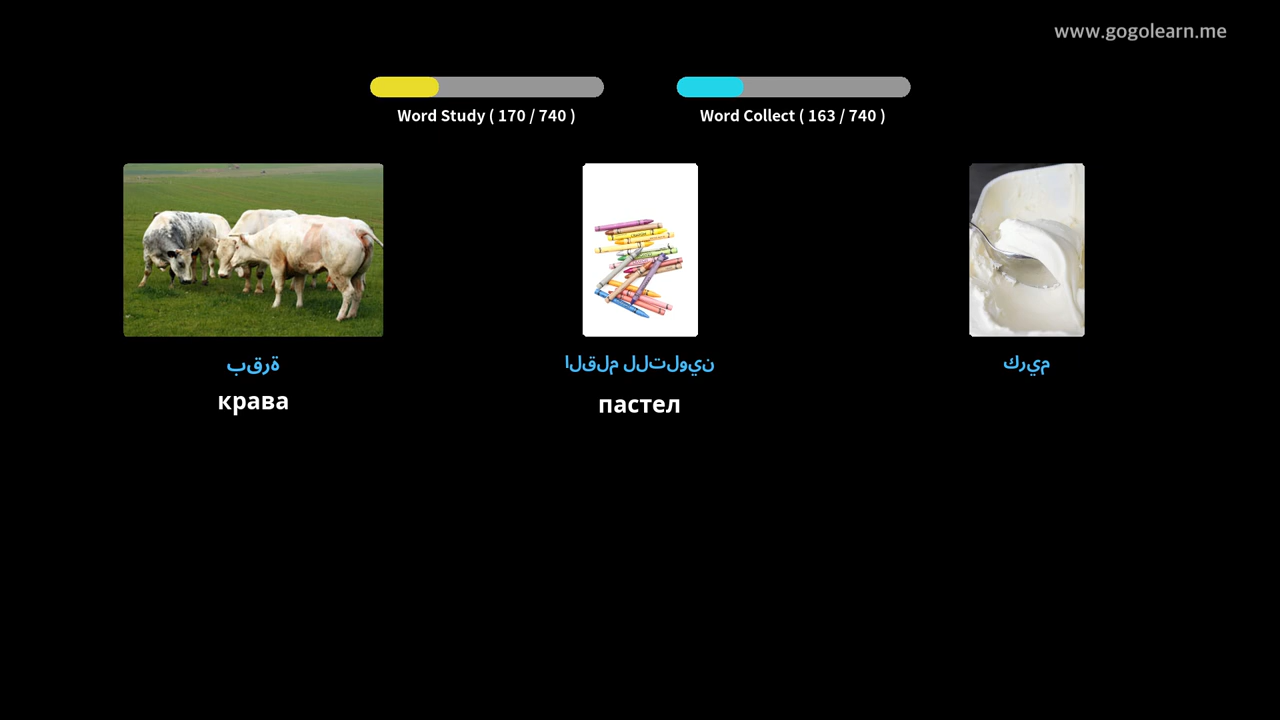 www.gogolearn.me
Word Study ( 170 / 740 )
Word Collect ( 163 / 740 )
بقرة
крава
القلم للتلوين
пастел
كريم